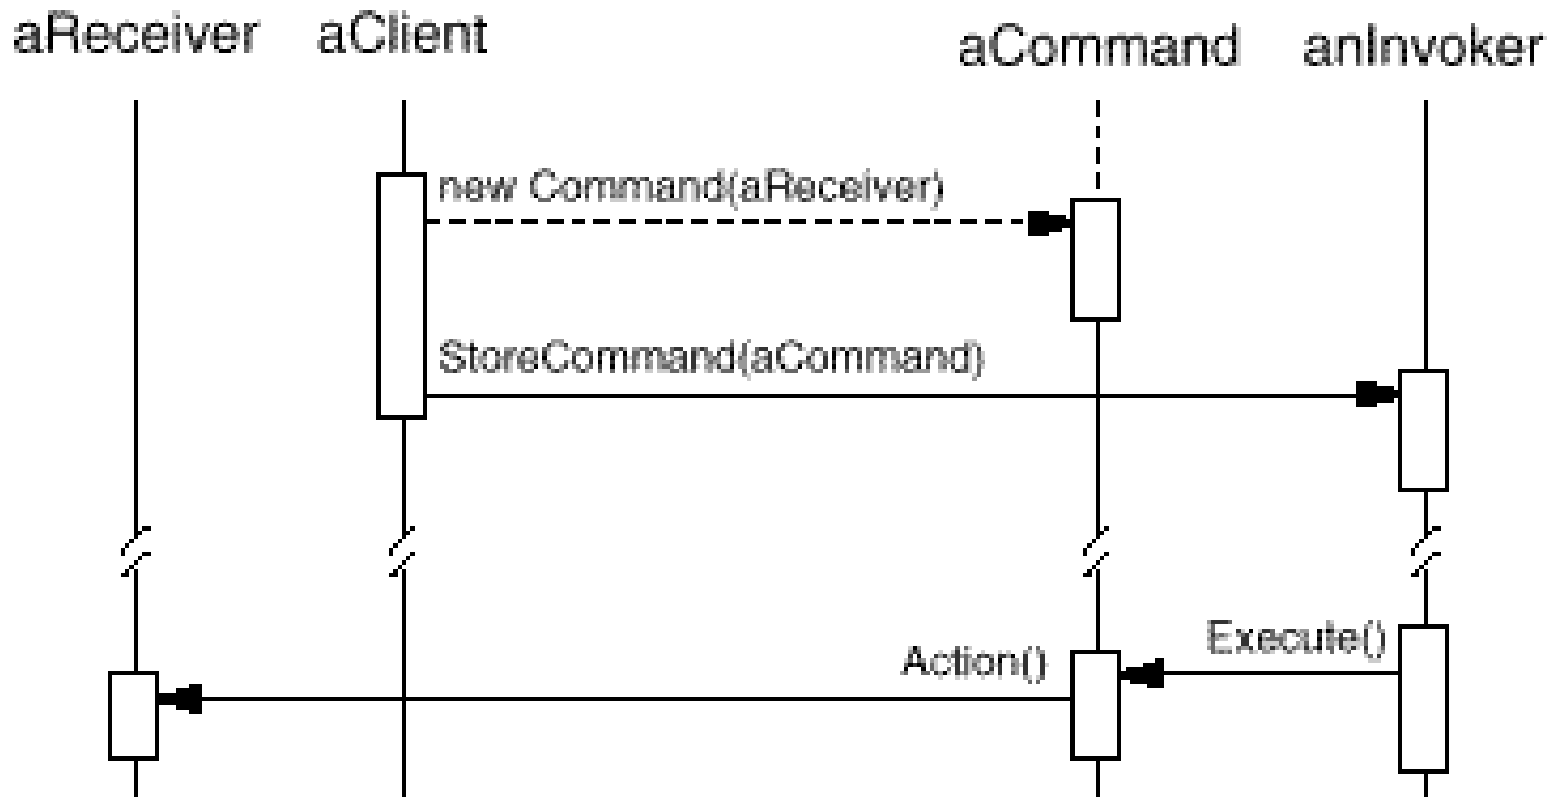 aReceiver aClient aCommand anInvoker
new Command(aReceiver)
StoreCommand(aCommand)
Execute()
Action()